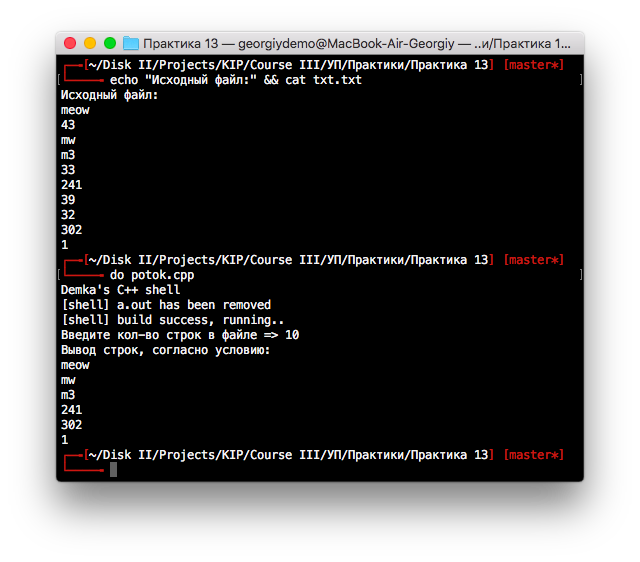 Практика 13 — georgiydemo@MacBook-Air-Georgiy — ..и/Практика 1...
[~/Disk II/Projects/KIP/Course III/УП/Практики/Практика 13] [master*]
[ echo "Исходный файл:" && cat txt.txt ]
Исходный файл:
meow
43
mw
m3
33
241
39
32
302
1
[~/Disk II/Projects/KIP/Course III/УП/Практики/Практика 13] [master*]
[ do potok.cpp ]
Demka's C++ shell
[shell] a.out has been removed
[shell] build success, running..
Введите кол-во строк в файле => 10
Вывод строк, согласно условию:
meow
mw
m3
241
302
1
[~/Disk II/Projects/KIP/Course III/УП/Практики/Практика 13] [master*]